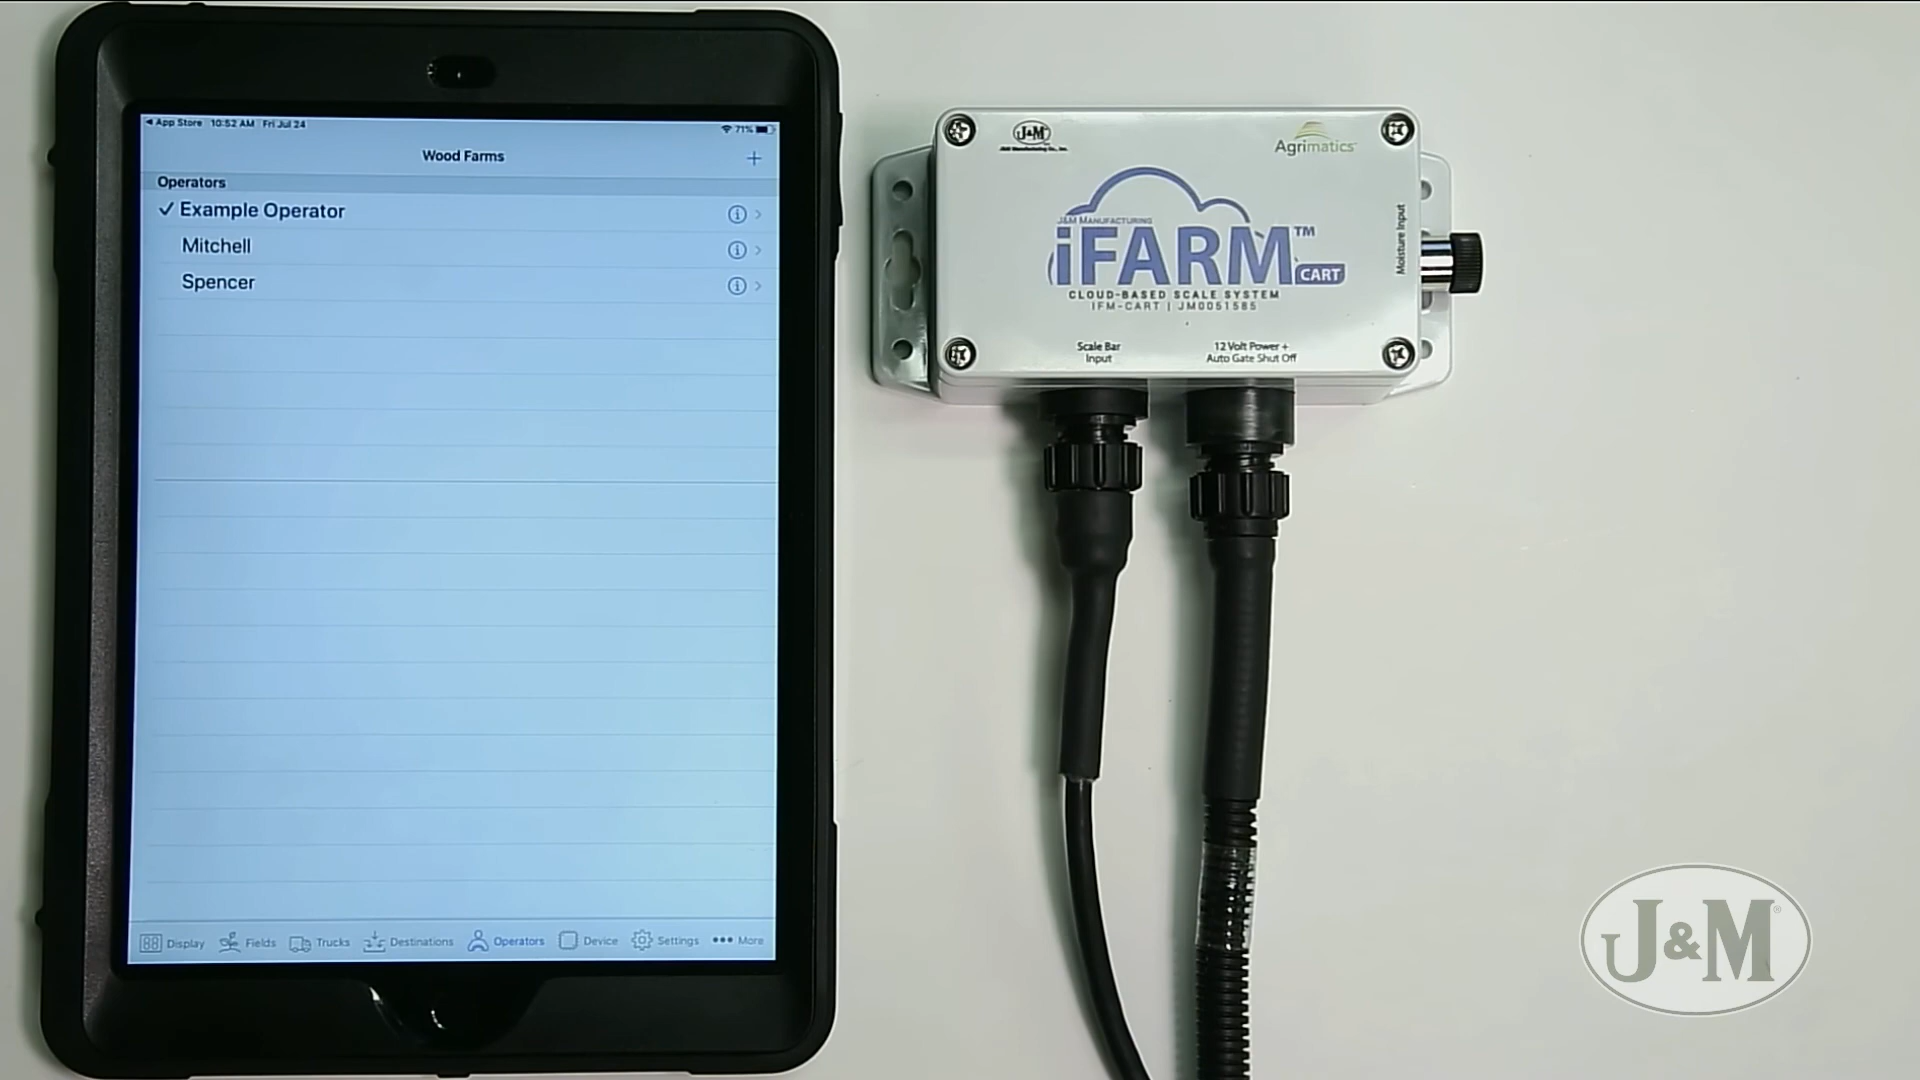 App Store 10:52 AM Fri Jul 24
71%
Wood Farms
+
Operators
✓ Example Operator
Mitchell
Spencer
Display Fields Trucks Destinations Operators Device Settings More
J&M
Agrimatics
J&M MANUFACTURING
iFARM™
CART
CLOUD-BASED SCALE SYSTEM
IFM-CART | JM0051585
Moisture Input
Scale Bar
Input
12 Volt Power +
Auto Gate Shut Off
J&M®